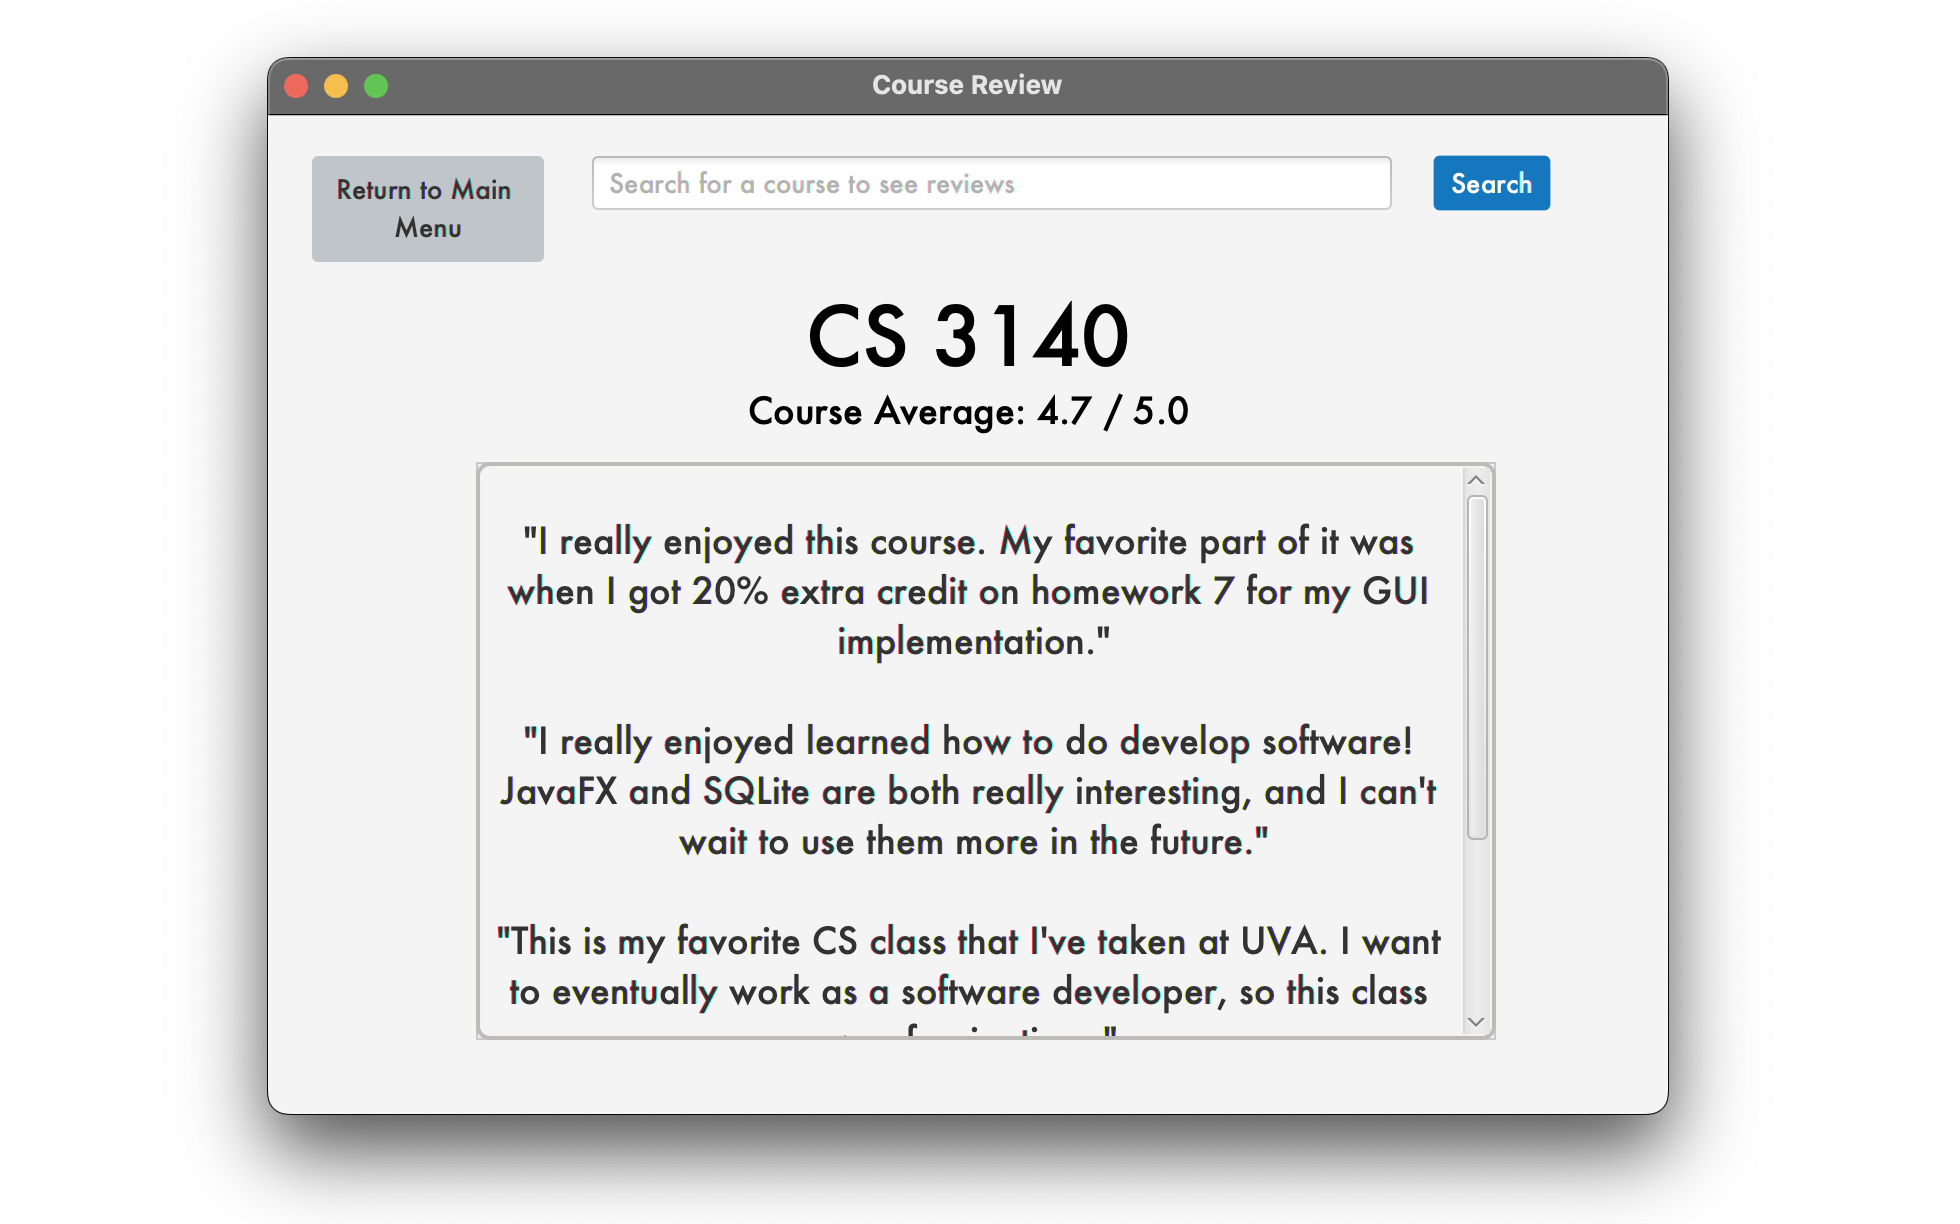 Course Review
Return to Main
Menu
Search for a course to see reviews
Search
CS 3140
Course Average: 4.7 / 5.0
"I really enjoyed this course. My favorite part of it was
when I got 20% extra credit on homework 7 for my GUI
implementation."
"I really enjoyed learned how to do develop software!
JavaFX and SQLite are both really interesting, and I can't
wait to use them more in the future."
"This is my favorite CS class that I've taken at UVA. I want
to eventually work as a software developer, so this class